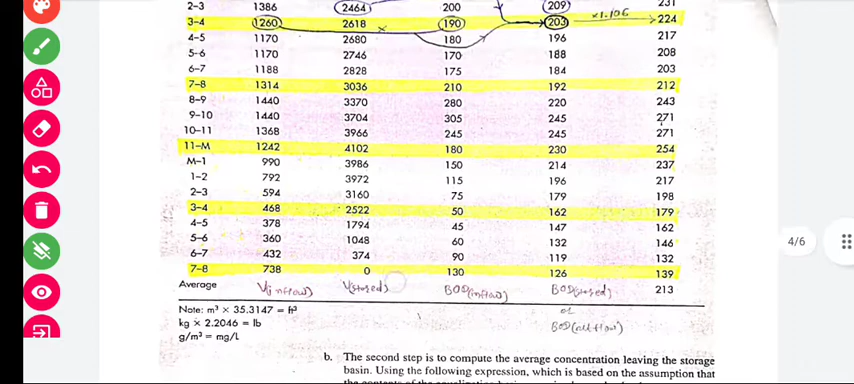 2–3 1386 2464 200 209 231
3–4 1260 2618 190 203 x1.106 224
4–5 1170 2680 180 196 217
5–6 1170 2746 170 188 208
6–7 1188 2828 175 184 203
7–8 1314 3036 210 192 212
8–9 1440 3370 280 220 243
9–10 1440 3704 305 245 271
10–11 1368 3966 245 245 271
11–M 1242 4102 180 230 254
M–1 990 3986 150 214 237
1–2 792 3972 115 196 217
2–3 594 3160 75 179 198
3–4 468 2522 50 162 179
4–5 378 1794 45 147 162
5–6 360 1048 60 132 146
6–7 432 374 90 119 132
7–8 738 0 130 126 139
Average V(inflow) V(stored) BOD(inflow) BOD(stored) 213
or
BOD(outflow)
Note: m³ × 35.3147 = ft³
kg × 2.2046 = lb
g/m³ = mg/L
b. The second step is to compute the average concentration leaving the storage
basin. Using the following expression, which is based on the assumption that
4/6